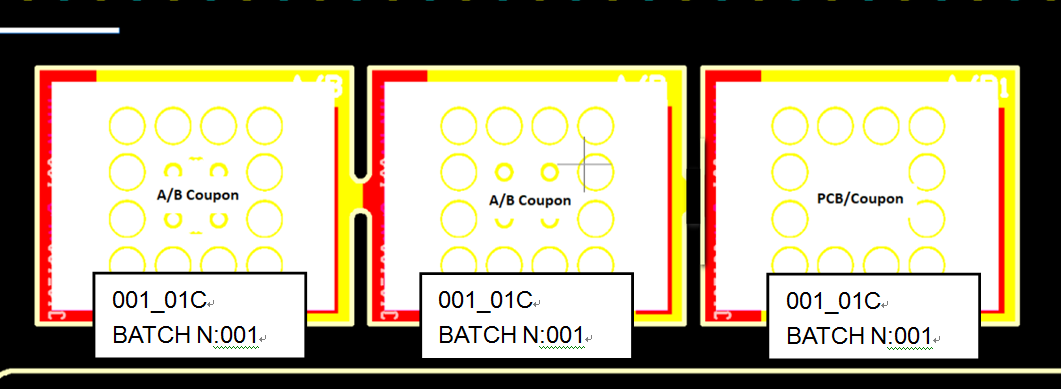 A/B
A/B Coupon
A/B Coupon
PCB/Coupon
001_01C
BATCH N:001
001_01C
BATCH N:001
001_01C
BATCH N:001